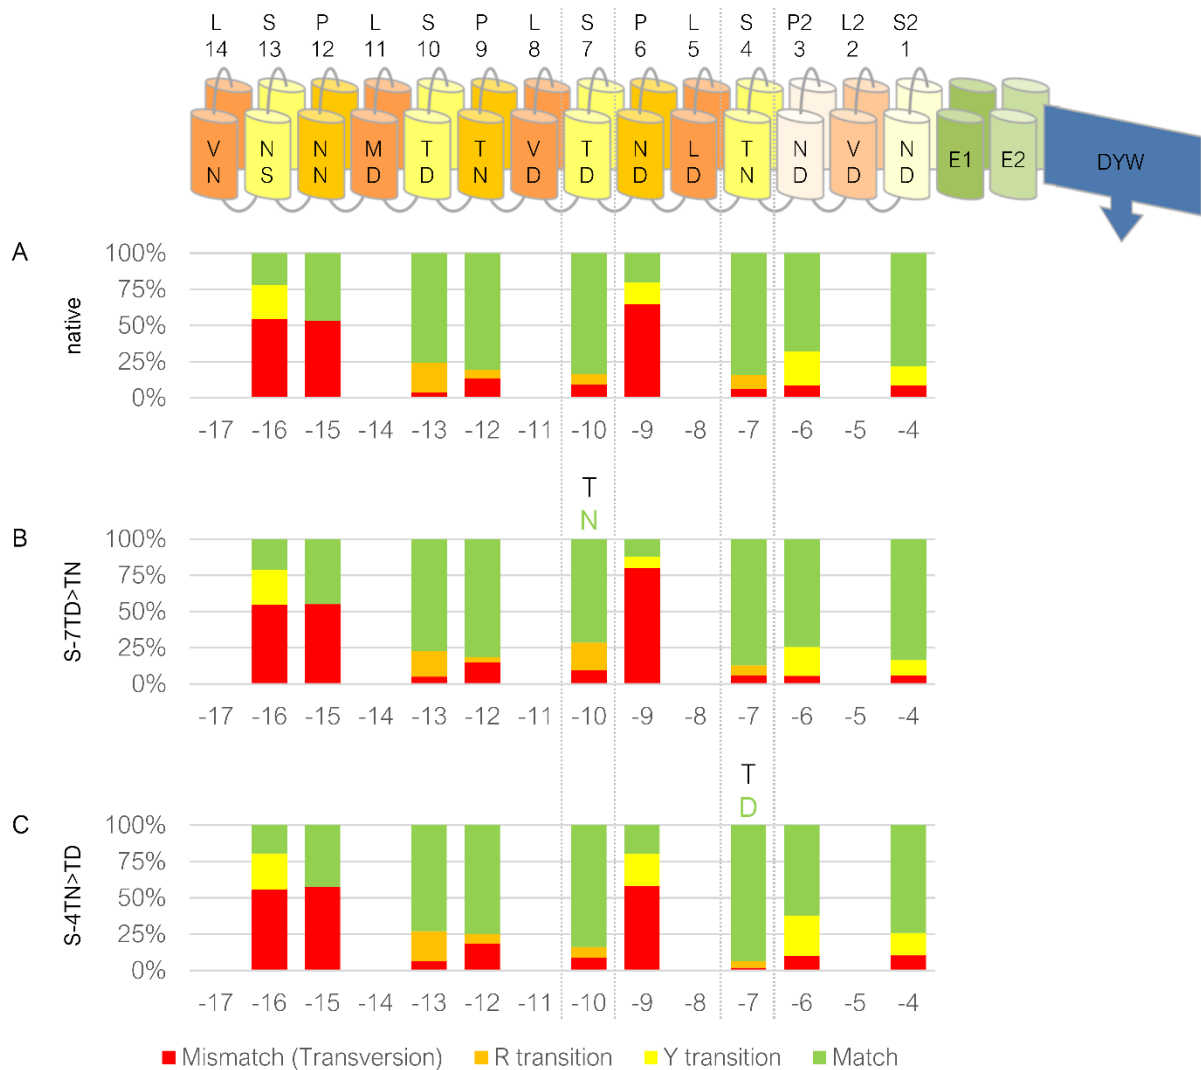 L S P L S P L S P L S P2 L2 S2
14 13 12 11 10 9 8 7 6 5 4 3 2 1
V N N M T T V T N L T N V N
N S N D D N D D D D N D D D
E1 E2 DYW
A
native
100%
75%
50%
25%
0%
-17 -16 -15 -14 -13 -12 -11 -10 -9 -8 -7 -6 -5 -4
T
N
B
S-7TD>TN
100%
75%
50%
25%
0%
-17 -16 -15 -14 -13 -12 -11 -10 -9 -8 -7 -6 -5 -4
T
D
C
S-4TN>TD
100%
75%
50%
25%
0%
-17 -16 -15 -14 -13 -12 -11 -10 -9 -8 -7 -6 -5 -4
Mismatch (Transversion) R transition Y transition Match